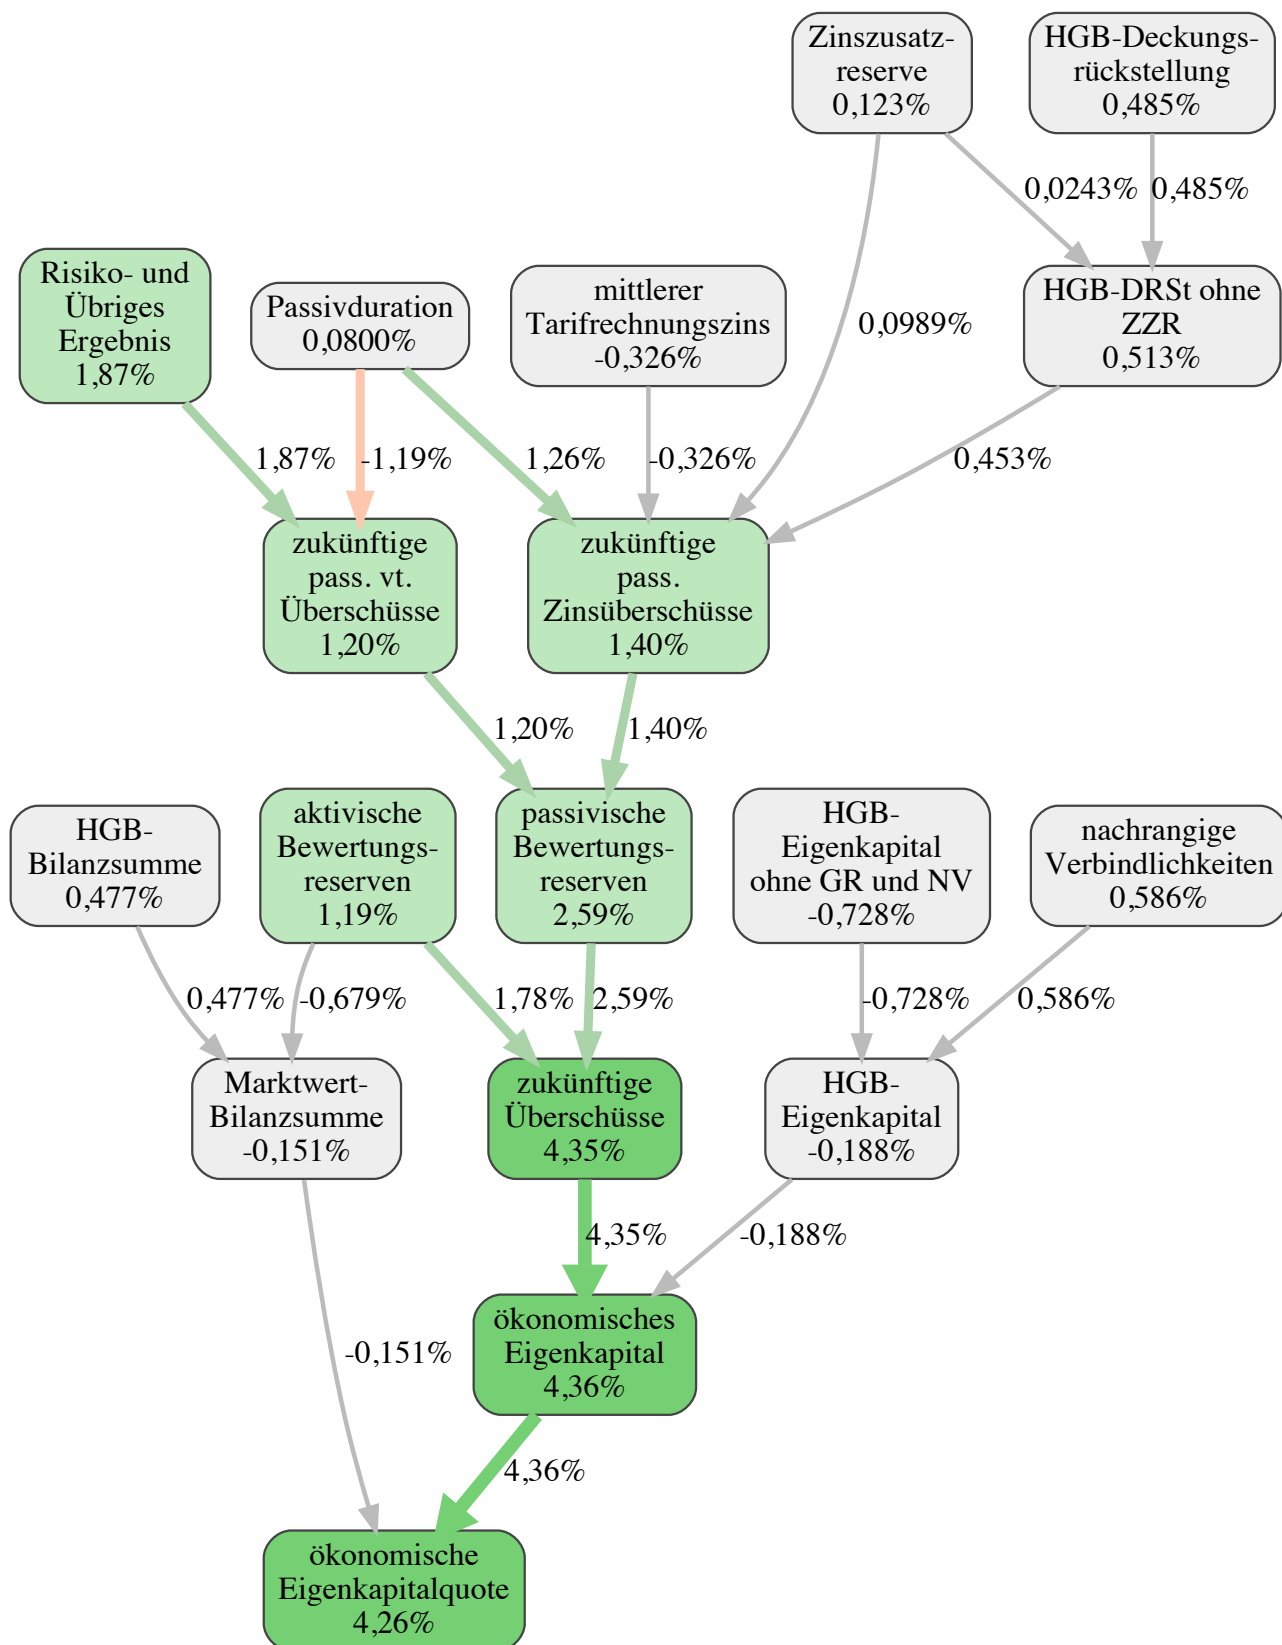 Zinszusatz-
reserve
0,123%
HGB-Deckungs-
rückstellung
0,485%
0,0243%
0,485%
Risiko- und
Übriges
Ergebnis
1,87%
Passivduration
0,0800%
mittlerer
Tarifrechnungszins
-0,326%
0,0989%
HGB-DRSt ohne
ZZR
0,513%
1,87%
-1,19%
1,26%
-0,326%
0,453%
zukünftige
pass. vt.
Überschüsse
1,20%
zukünftige
pass.
Zinsüberschüsse
1,40%
1,20%
1,40%
HGB-
Bilanzsumme
0,477%
aktivische
Bewertungs-
reserven
1,19%
passivische
Bewertungs-
reserven
2,59%
HGB-
Eigenkapital
ohne GR und NV
-0,728%
nachrangige
Verbindlichkeiten
0,586%
0,477%
-0,679%
1,78%
2,59%
-0,728%
0,586%
Marktwert-
Bilanzsumme
-0,151%
zukünftige
Überschüsse
4,35%
HGB-
Eigenkapital
-0,188%
4,35%
-0,188%
ökonomisches
Eigenkapital
4,36%
-0,151%
4,36%
ökonomische
Eigenkapitalquote
4,26%